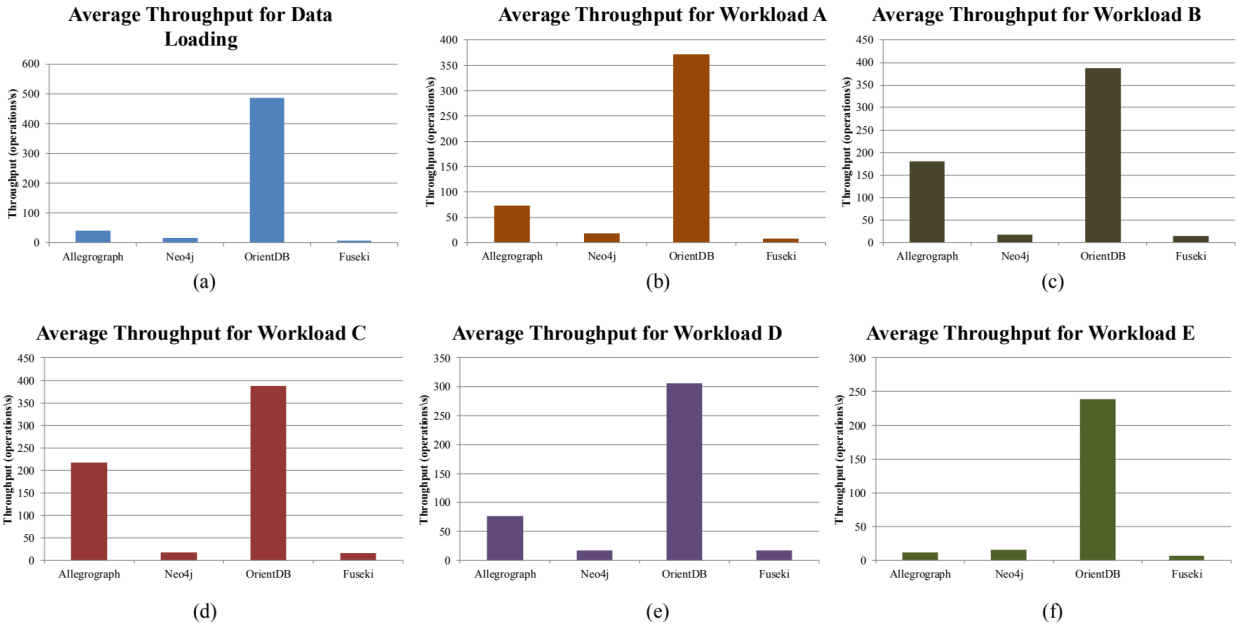 Average Throughput for Data
Loading
Throughput (operations\s)
600
500
400
300
200
100
0
Allegrograph Neo4j OrientDB Fuseki
(a)
Average Throughput for Workload A
Throughput (operations\s)
400
350
300
250
200
150
100
50
0
Allegrograph Neo4j OrientDB Fuseki
(b)
Average Throughput for Workload B
Throughput (operations\s)
450
400
350
300
250
200
150
100
50
0
Allegrograph Neo4j OrientDB Fuseki
(c)
Average Throughput for Workload C
Throughput (operations\s)
450
400
350
300
250
200
150
100
50
0
Allegrograph Neo4j OrientDB Fuseki
(d)
Average Throughput for Workload D
Throughput (operations\s)
350
300
250
200
150
100
50
0
Allegrograph Neo4j OrientDB Fuseki
(e)
Average Throughput for Workload E
Throughput (operations\s)
300
250
200
150
100
50
0
Allegrograph Neo4j OrientDB Fuseki
(f)